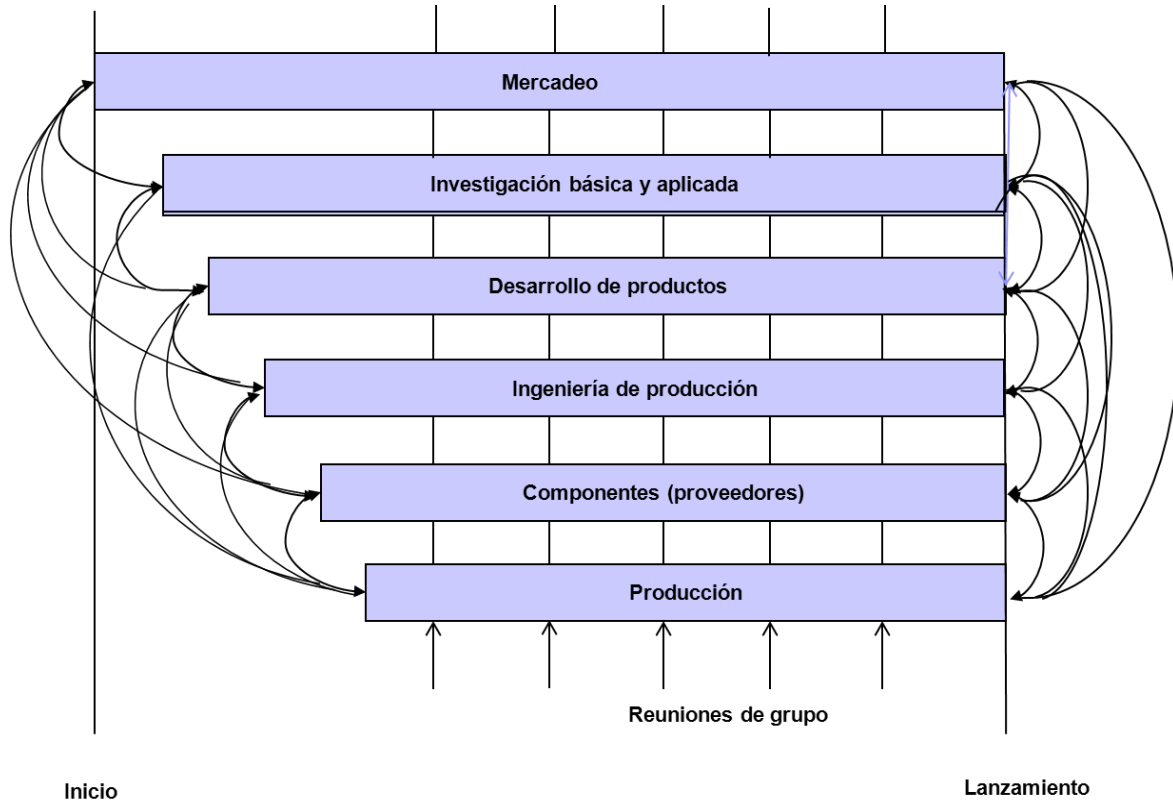 Mercadeo
Investigación básica y aplicada
Desarrollo de productos
Ingeniería de producción
Componentes (proveedores)
Producción
Reuniones de grupo
Inicio
Lanzamiento